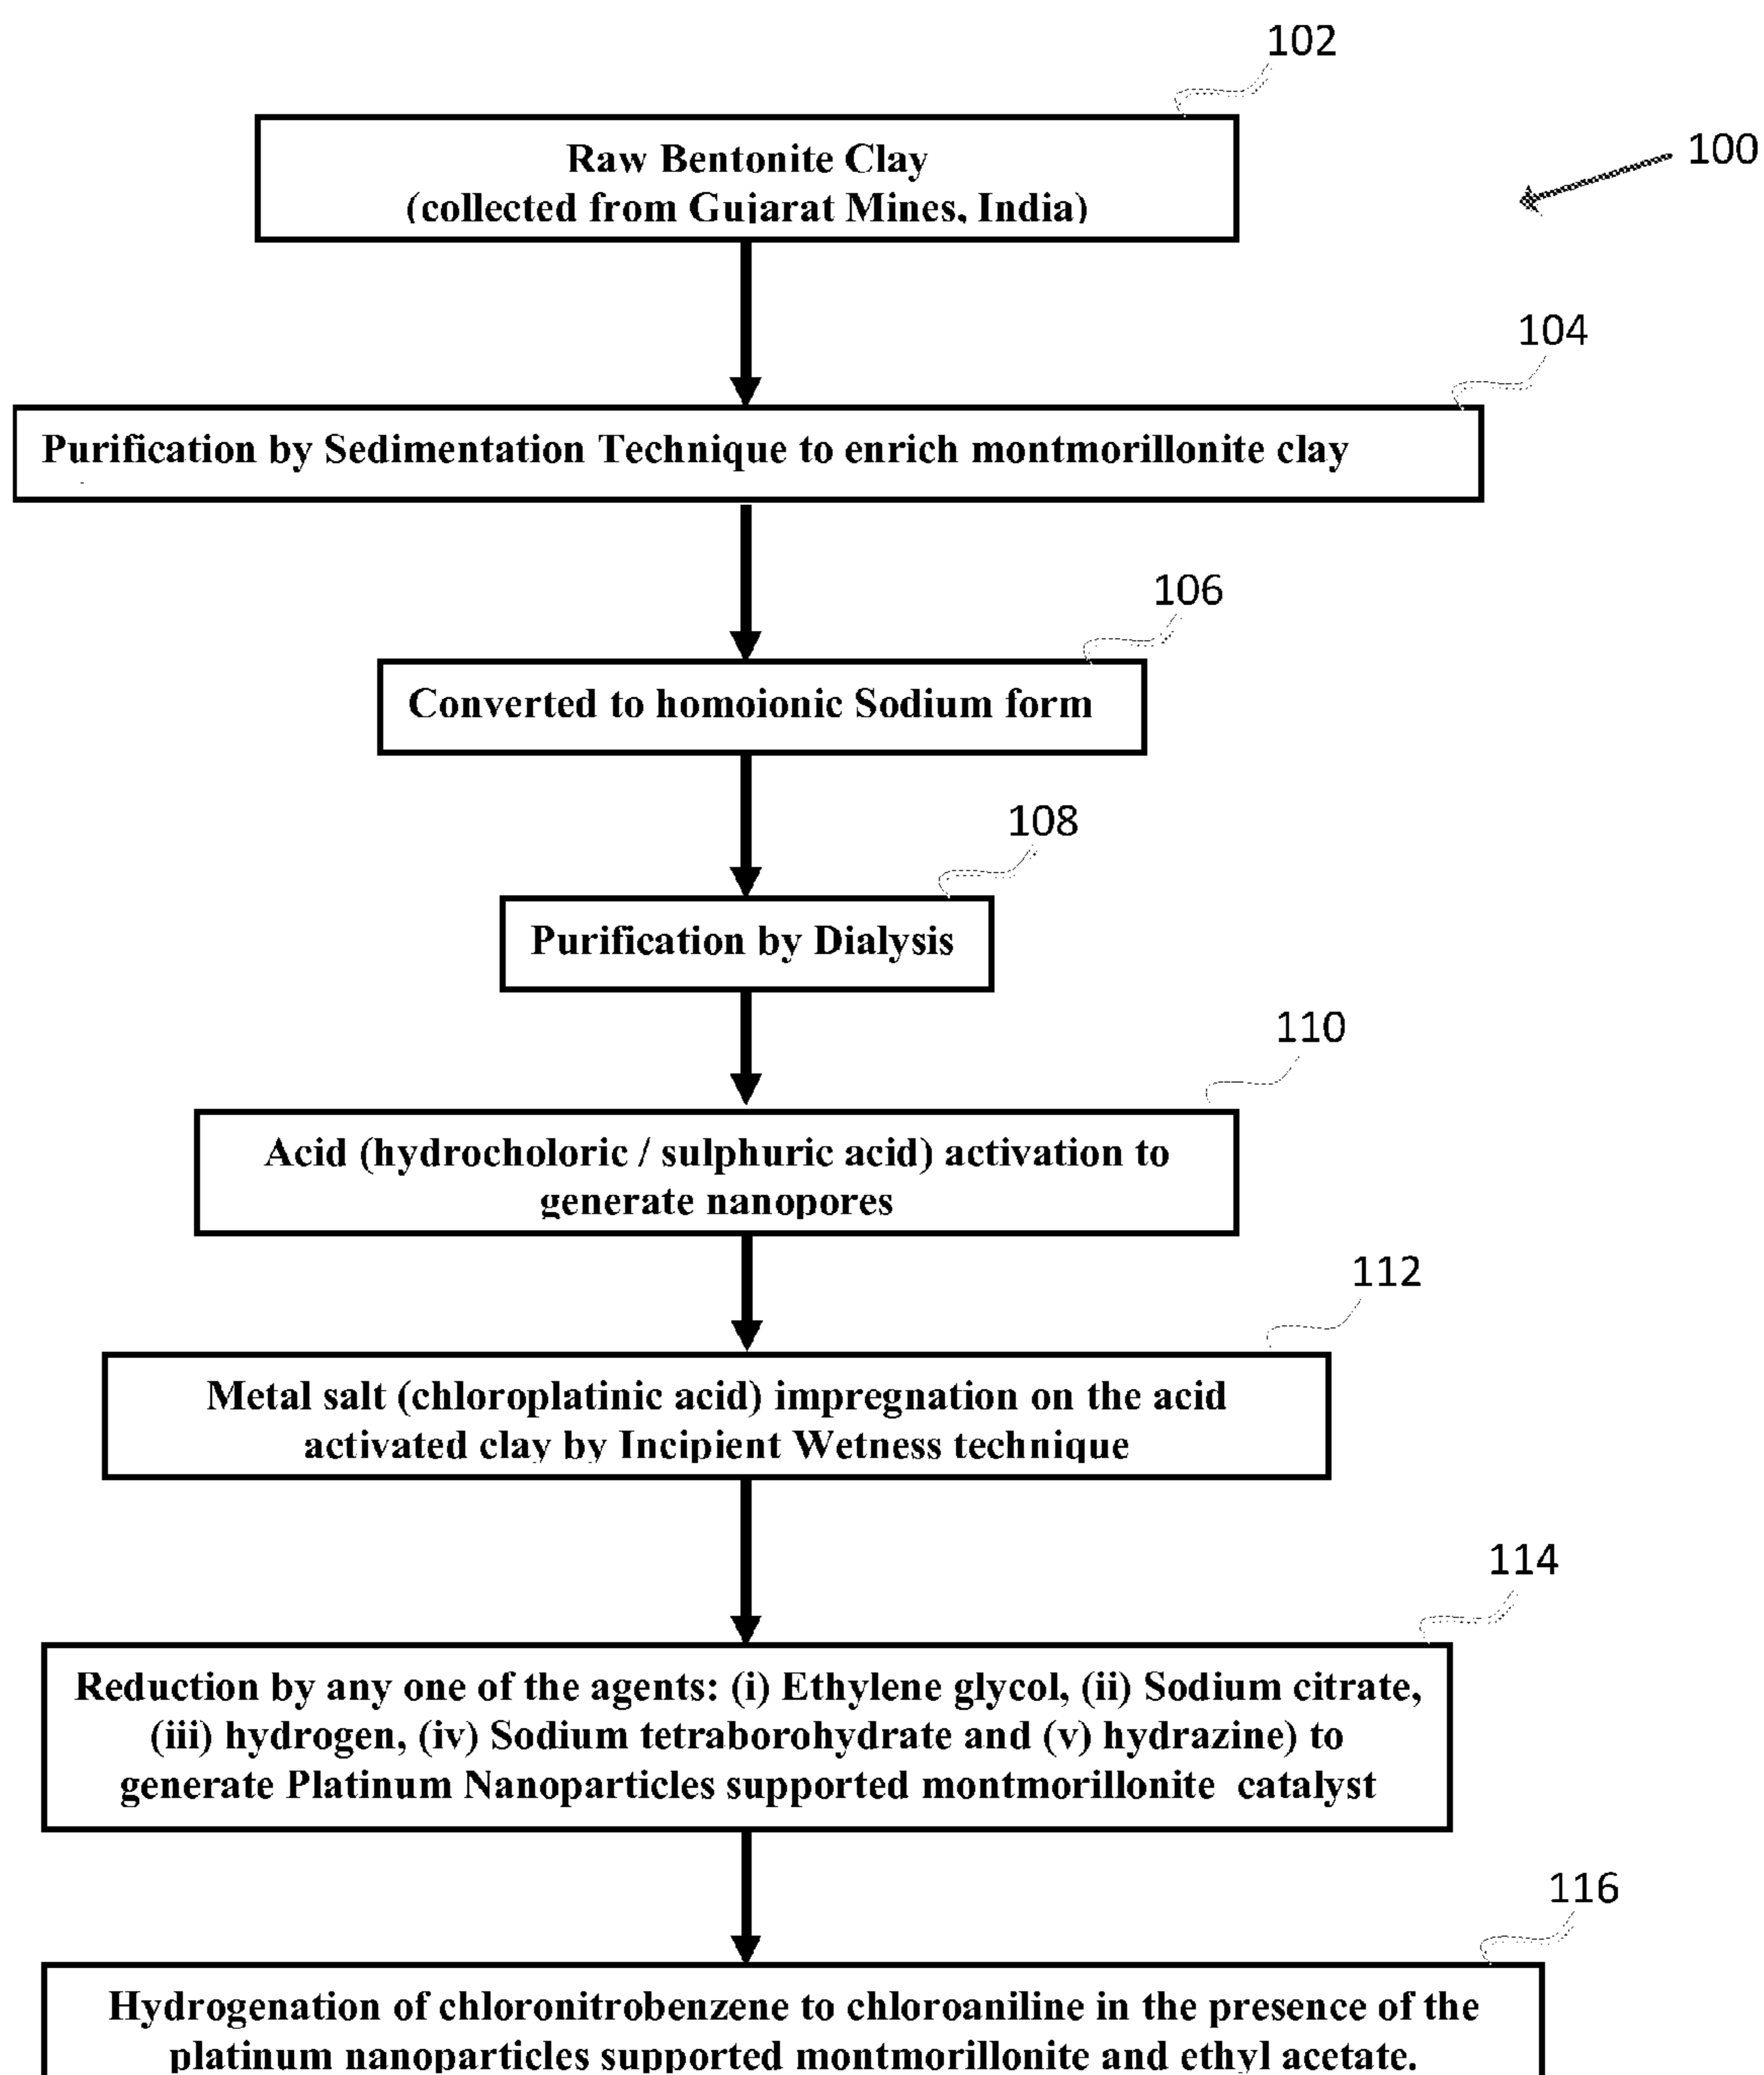 102
100
Raw Bentonite Clay
(collected from Gujarat Mines, India)
104
Purification by Sedimentation Technique to enrich montmorillonite clay
106
Converted to homoionic Sodium form
108
Purification by Dialysis
110
Acid (hydrocholoric / sulphuric acid) activation to
generate nanopores
112
Metal salt (chloroplatinic acid) impregnation on the acid
activated clay by Incipient Wetness technique
114
Reduction by any one of the agents: (i) Ethylene glycol, (ii) Sodium citrate,
(iii) hydrogen, (iv) Sodium tetraborohydrate and (v) hydrazine) to
generate Platinum Nanoparticles supported montmorillonite catalyst
116
Hydrogenation of chloronitrobenzene to chloroaniline in the presence of the
platinum nanoparticles supported montmorillonite and ethyl acetate.